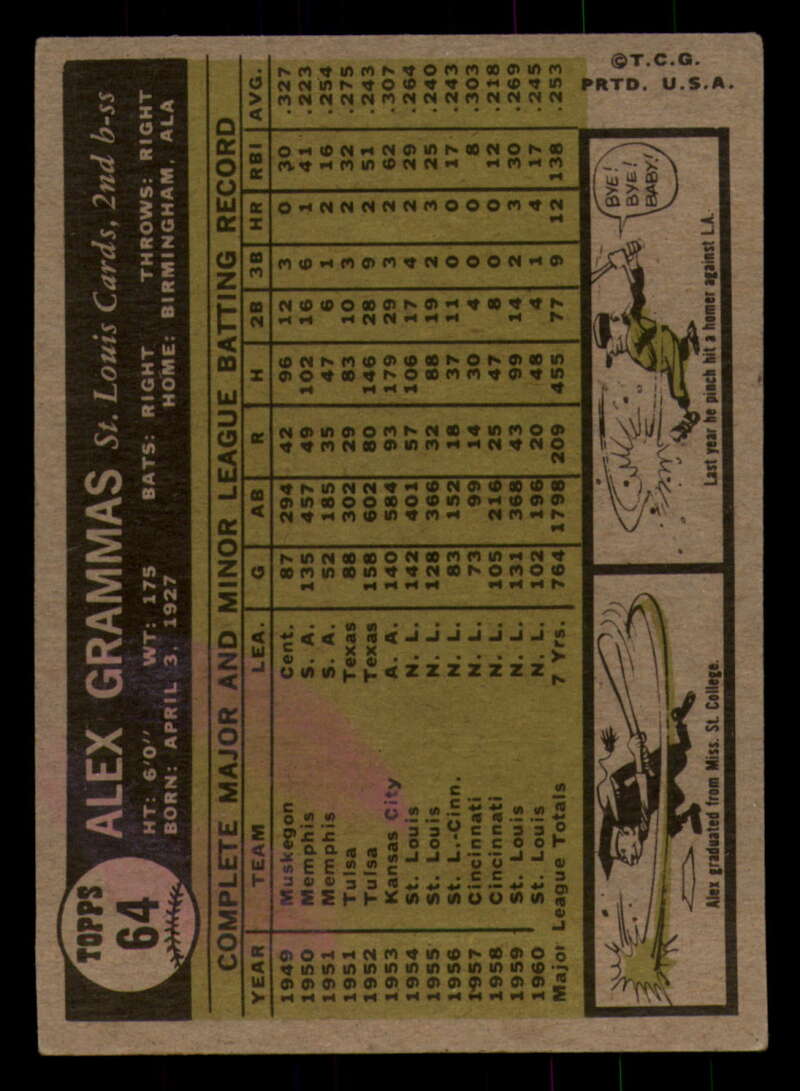 TOPPS
64
ALEX GRAMMAS St. Louis Cards, 2nd b-ss
HT: 6'0" WT: 175 BATS: RIGHT THROWS: RIGHT
BORN: APRIL 3, 1927 HOME: BIRMINGHAM, ALA
COMPLETE MAJOR AND MINOR LEAGUE BATTING RECORD
YEAR TEAM LEA. G AB R H 2B 3B HR RBI AVG.
1949 Muskegon Cent. 87 294 42 96 12 3 0 30 .327
1950 Memphis S. A. 135 457 49 102 16 6 1 41 .223
1951 Memphis S. A. 52 185 35 47 6 1 2 16 .254
1951 Tulsa Texas 88 302 29 83 10 3 2 32 .275
1952 Tulsa Texas 158 602 80 146 28 9 2 51 .243
1953 Kansas City A. A. 140 584 93 179 29 3 2 62 .307
1954 St. Louis N. L. 142 401 57 106 17 4 2 29 .264
1955 St. Louis N. L. 128 366 32 88 19 2 3 25 .240
1956 St. L.-Cinn. N. L. 83 152 18 37 11 0 0 17 .243
1957 Cincinnati N. L. 73 99 14 30 4 0 0 8 .303
1958 Cincinnati N. L. 105 216 25 47 8 0 0 12 .218
1959 St. Louis N. L. 131 368 43 99 14 2 3 30 .269
1960 St. Louis N. L. 102 196 20 48 4 1 4 17 .245
Major League Totals 7 Yrs. 764 1798 209 455 77 9 12 138 .253
Alex graduated from Miss. St. College.
BYE!
BYE!
BABY!
Last year he pinch hit a homer against L.A.
©T.C.G.
PRTD. U.S.A.